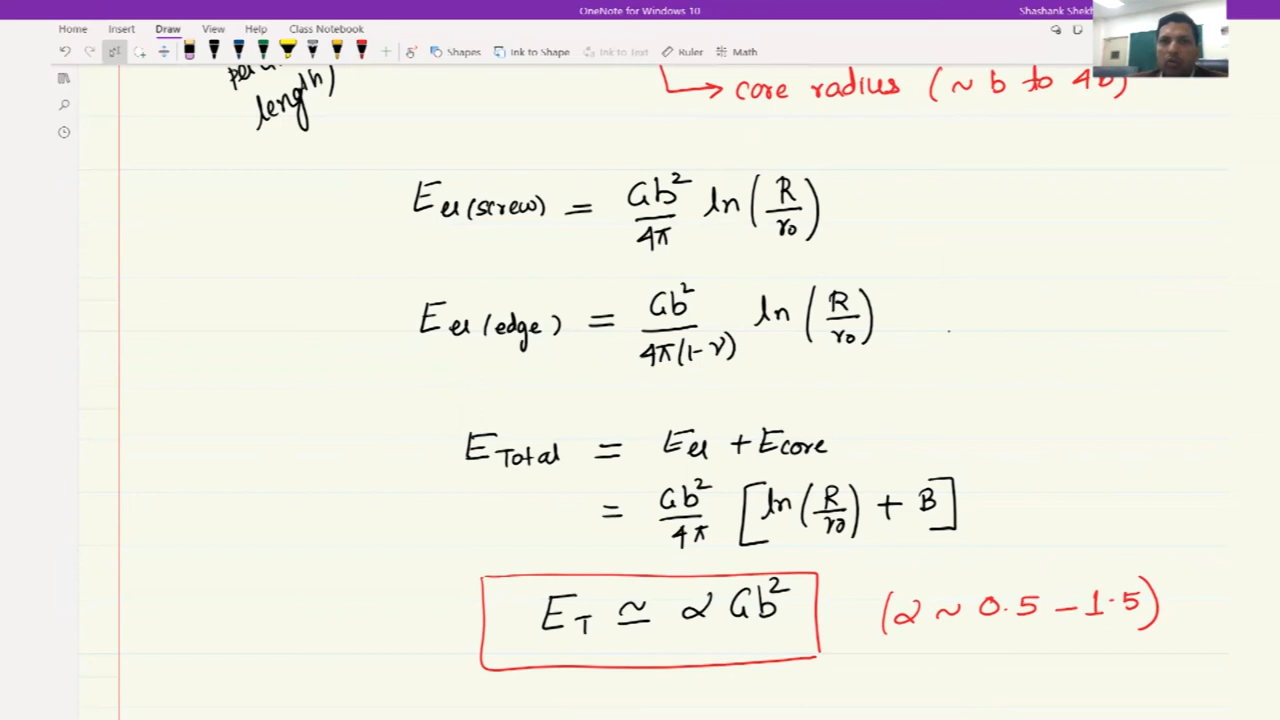 OneNote for Windows 10
Shashank Shekh
Home Insert Draw View Help Class Notebook
Shapes Ink to Shape Ink to Text Ruler Math
length)
core radius (~ b to 4b)
E_el(screw) = Gb²/4π ln(R/r₀)
E_el(edge) = Gb²/4π(1-ν) ln(R/r₀)
E_Total = E_el + E_core
= Gb²/4π [ln(R/r₀) + B]
E_T ≃ α Gb² (α ~ 0.5 - 1.5)